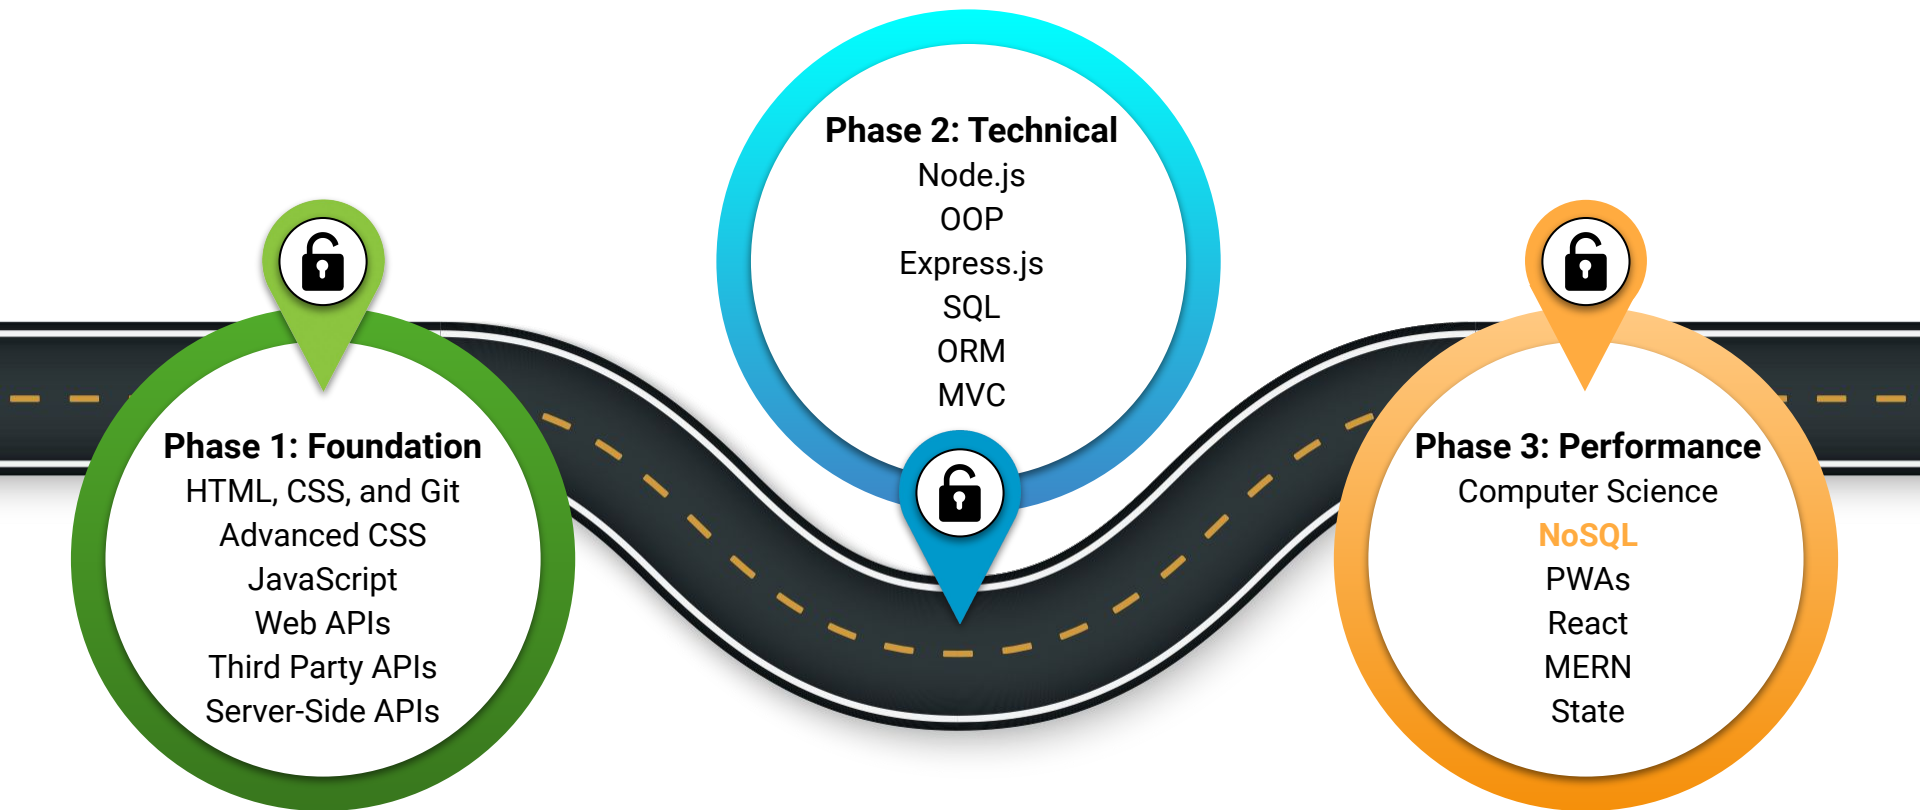 Phase 1: Foundation
HTML, CSS, and Git
Advanced CSS
JavaScript
Web APIs
Third Party APIs
Server-Side APIs
Phase 2: Technical
Node.js
OOP
Express.js
SQL
ORM
MVC
Phase 3: Performance
Computer Science
NoSQL
PWAs
React
MERN
State